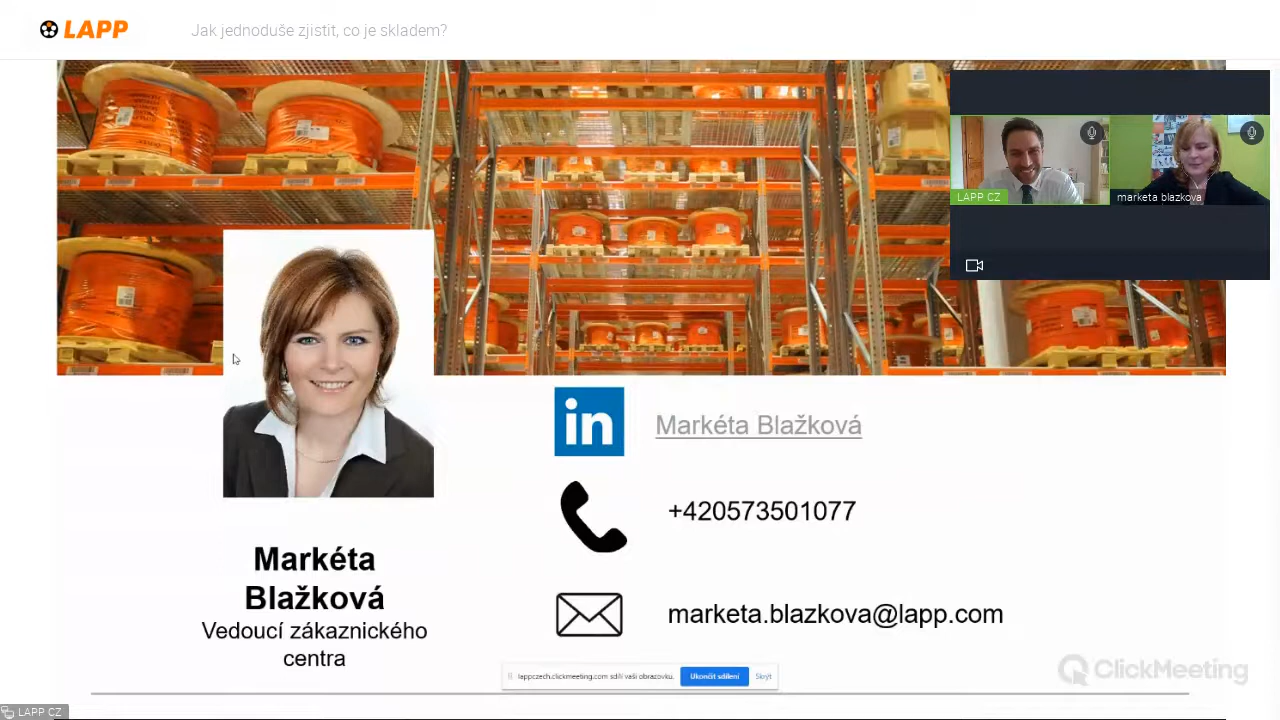 LAPP
Jak jednoduše zjistit, co je skladem?
LAPP CZ
marketa blazkova
in
Markéta Blažková
+420573501077
marketa.blazkova@lapp.com
Markéta
Blažková
Vedoucí zákaznického
centra
lappczech.clickmeeting.com sdílí vaši obrazovku.
Ukončit sdílení
Skrýt
ClickMeeting
LAPP CZ